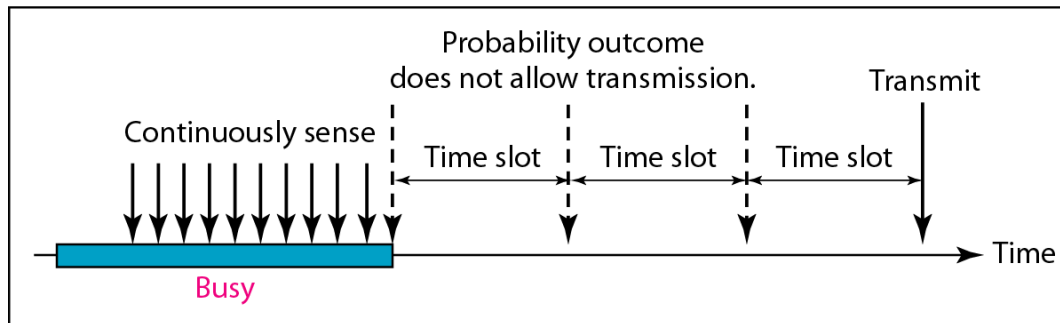 Probability outcome
does not allow transmission.
Transmit
Continuously sense
Time slot
Time slot
Time slot
Time
Busy